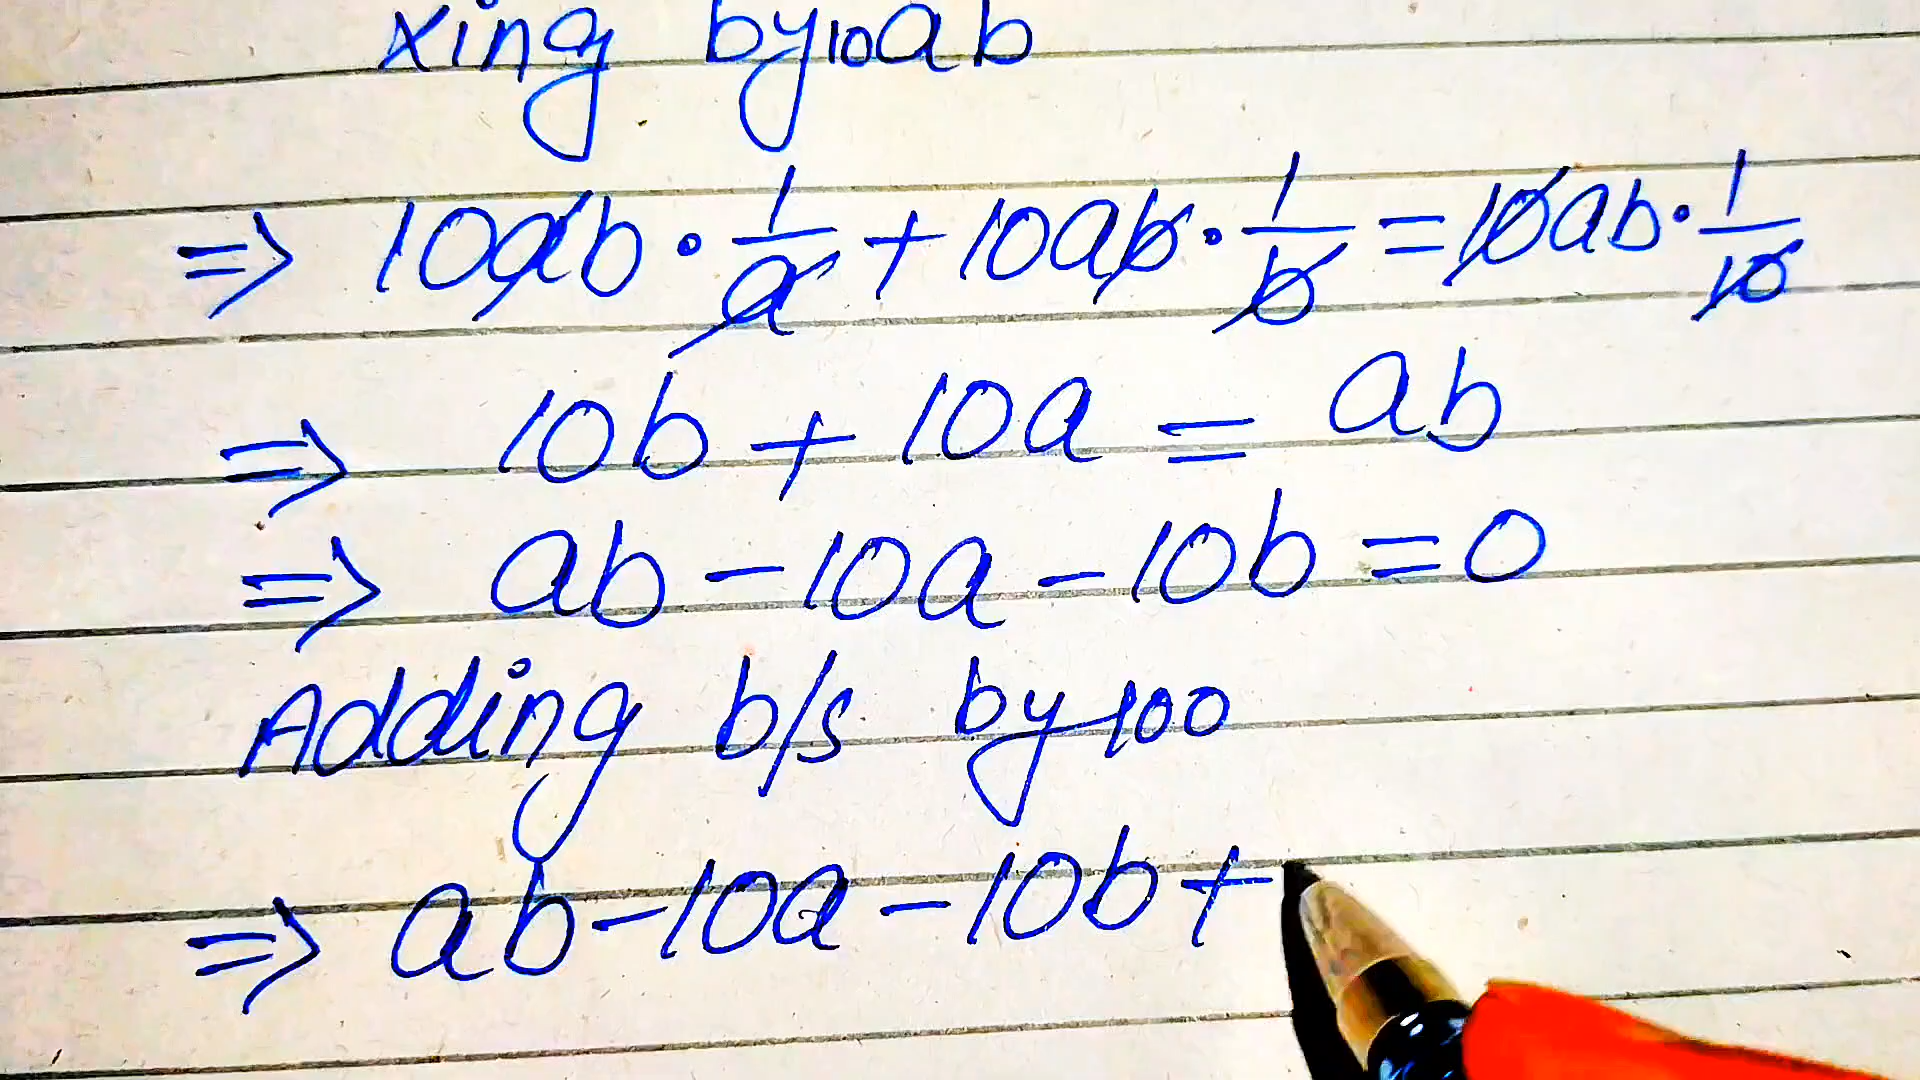 xing by 10ab
=> 10ab · 1/a + 10ab · 1/b = 10ab · 1/10
=> 10b + 10a = ab
=> ab - 10a - 10b = 0
Adding b/s by 100
=> ab - 10a - 10b +